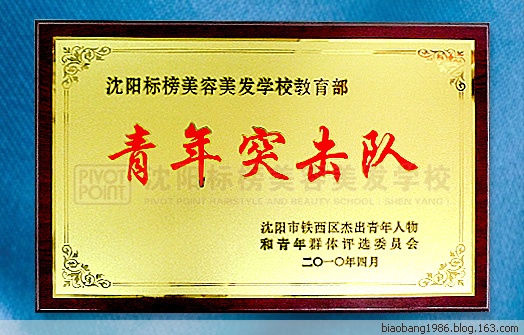 沈阳标榜美容美发学校教育部
青年突击队
PIVOT POINT
沈阳标榜美容美发学校
PIVOT POINT HAIRSTYLE AND BEAUTY SCHOOL ( SHEN YANG )
沈阳市铁西区杰出青年人物
和青年群体评选委员会
二〇一〇年四月
biaobang1986.blog.163.com